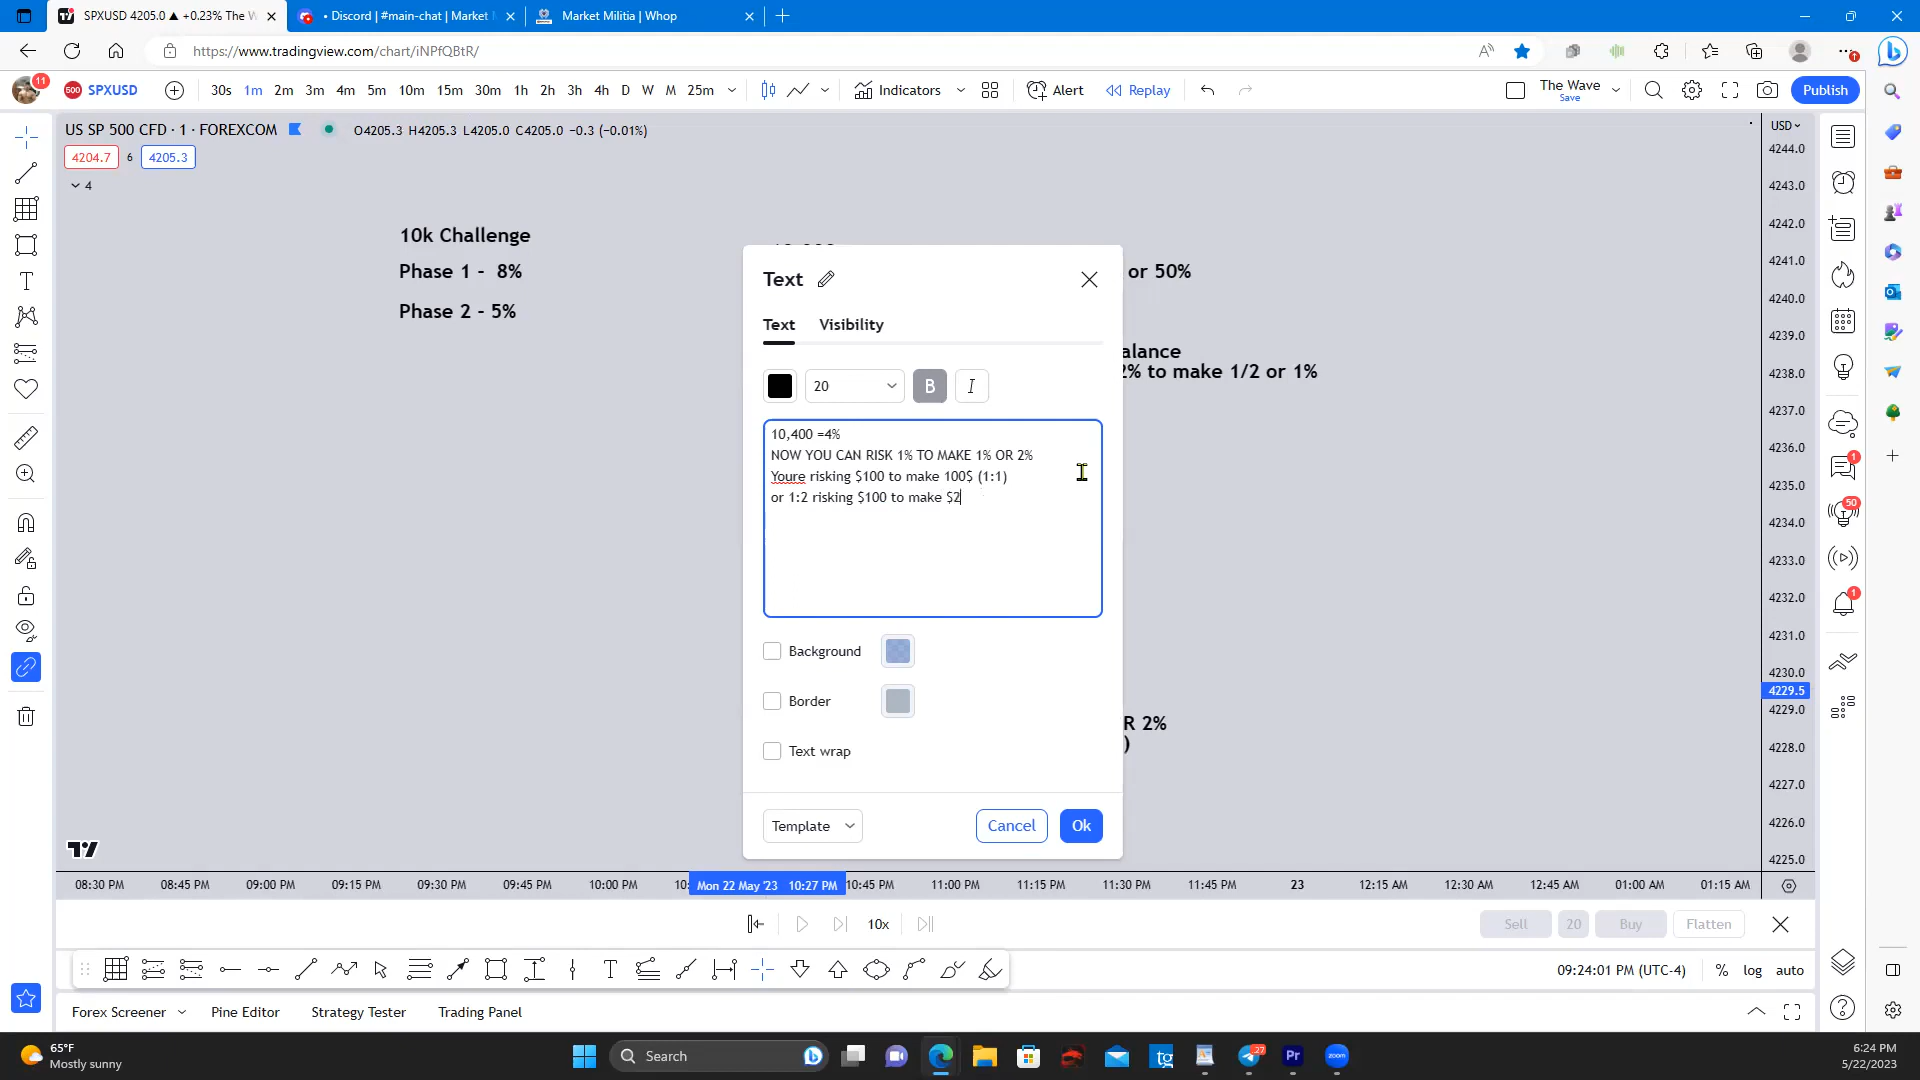 SPXUSD 4205.0 ▲ +0.23% The W
Discord | #main-chat | Market
Market Militia | Whop
https://www.tradingview.com/chart/iNPfQBtR/
11
500
SPXUSD
30s 1m 2m 3m 4m 5m 10m 15m 30m 1h 2h 3h 4h D W M 25m
Indicators
Alert
Replay
The Wave
Save
Publish
US SP 500 CFD · 1 · FOREXCOM
O4205.3 H4205.3 L4205.0 C4205.0 −0.3 (−0.01%)
USD
4204.7 6 4205.3
4
4244.0
4243.0
4242.0
4241.0
4240.0
4239.0
4238.0
4237.0
4236.0
4235.0
4234.0
4233.0
4232.0
4231.0
4230.0
4229.5
4229.0
4228.0
4227.0
4226.0
4225.0
10k Challenge
Phase 1 - 8%
Phase 2 - 5%
or 50%
alance
2% to make 1/2 or 1%
R 2%
)
Text
Text Visibility
20 B I
10,400 =4%
NOW YOU CAN RISK 1% TO MAKE 1% OR 2%
Youre risking $100 to make 100$ (1:1)
or 1:2 risking $100 to make $2
Background
Border
Text wrap
Template
Cancel
Ok
1
50
1
08:30 PM 08:45 PM 09:00 PM 09:15 PM 09:30 PM 09:45 PM 10:00 PM 10: Mon 22 May '23 10:27 PM 10:45 PM 11:00 PM 11:15 PM 11:30 PM 11:45 PM 23 12:15 AM 12:30 AM 12:45 AM 01:00 AM 01:15 AM
10x
Sell 20 Buy Flatten
09:24:01 PM (UTC-4) % log auto
Forex Screener Pine Editor Strategy Tester Trading Panel
65°F
Mostly sunny
Search
tg
27
Pr
zoom
6:24 PM
5/22/2023